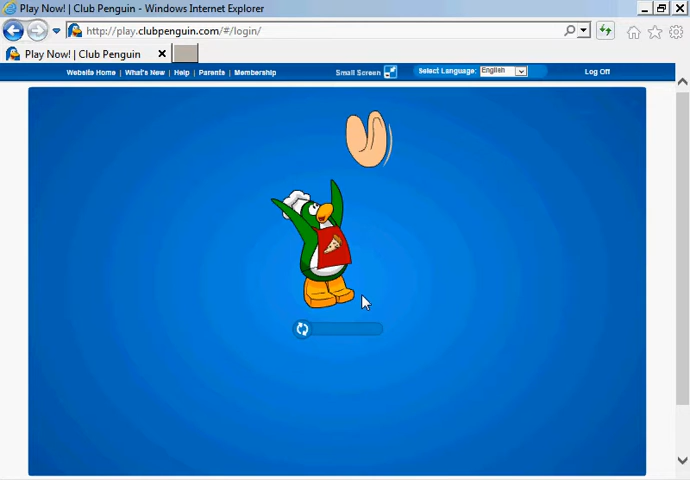 Play Now! | Club Penguin - Windows Internet Explorer
http://play.clubpenguin.com/#/login/
Play Now! | Club Penguin
Website Home | What's New | Help | Parents | Membership
Small Screen
Select Language: English
Log Off